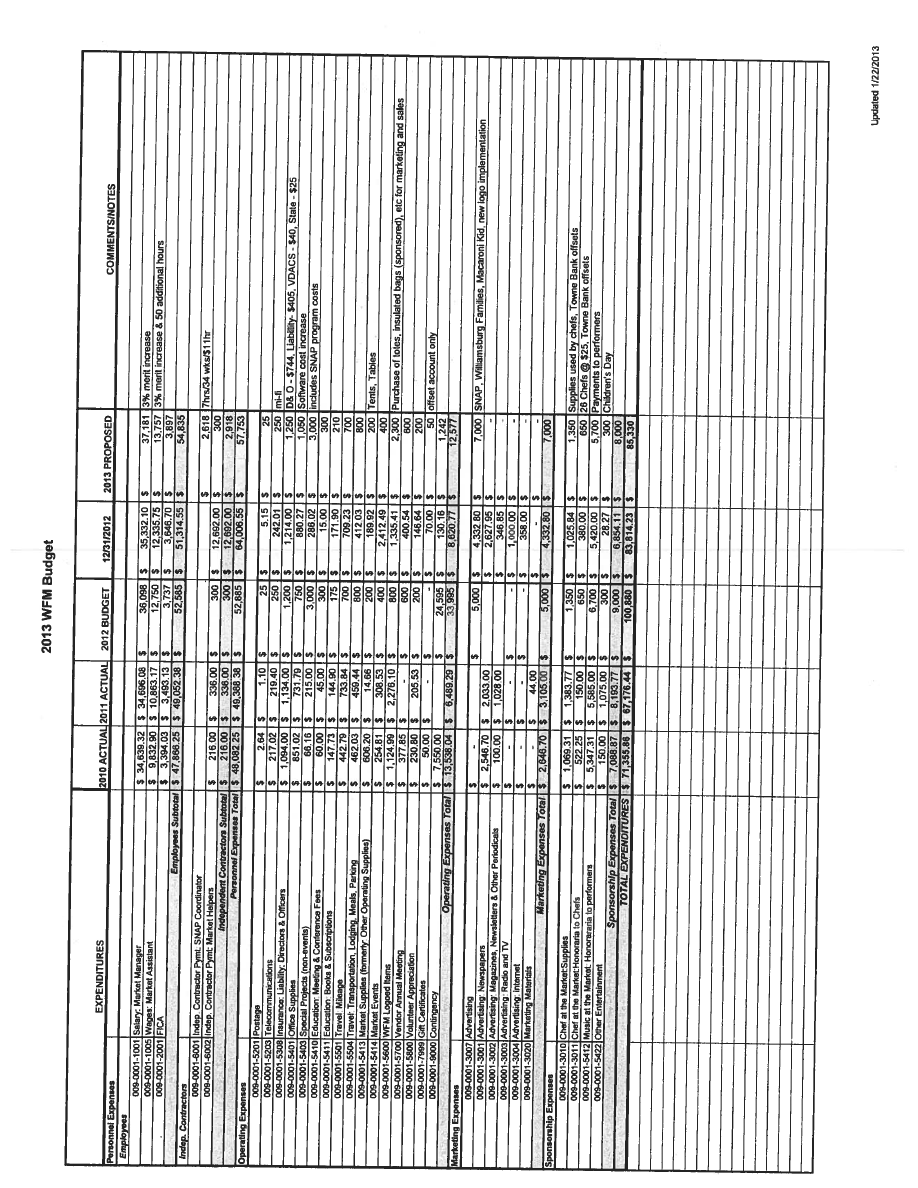 2013 WFM Budget
EXPENDITURES 2010 ACTUAL 2011 ACTUAL 2012 BUDGET 12/31/2012 2013 PROPOSED COMMENTS/NOTES
Personnel Expenses
Employees
009-0001-1001 Salary: Market Manager $ 34,639.32 $ 34,696.08 $ 36,098 $ 35,332.10 $ 37,181 3% merit increase
009-0001-1005 Wages: Market Assistant $ 9,832.90 $ 10,863.17 $ 12,750 $ 12,335.75 $ 13,757 3% merit increase & 50 additional hours
009-0001-2001 FICA $ 3,394.03 $ 3,493.13 $ 3,737 $ 3,646.70 $ 3,897
Employees Subtotal $ 47,866.25 $ 49,052.38 $ 52,585 $ 51,314.55 $ 54,835
Indep. Contractors
009-0001-6001 Indep. Contractor Pymt: SNAP Coordinator $ 2,618 7hrs/34 wks/$11hr
009-0001-6002 Indep. Contractor Pymt: Market Helpers $ 216.00 $ 336.00 $ 300 $ 12,692.00 $ 300
Independent Contractors Subtotal $ 216.00 $ 336.00 $ 300 $ 12,692.00 $ 2,918
Personnel Expenses Total $ 48,082.25 $ 49,388.38 $ 52,885 $ 64,006.55 $ 57,753
Operating Expenses
009-0001-5201 Postage $ 2.64 $ 1.10 $ 25 $ 5.15 $ 25
009-0001-5203 Telecommunications $ 217.02 $ 219.40 $ 250 $ 242.01 $ 250 mi-fi
009-0001-5308 Insurance: Liability: Directors & Officers $ 1,094.00 $ 1,134.00 $ 1,200 $ 1,214.00 $ 1,250 D& O - $744, Liability- $405, VDACS - $40, State - $25
009-0001-5401 Office Supplies $ 851.02 $ 731.79 $ 750 $ 880.27 $ 1,050 Software cost increase
009-0001-5403 Special Projects (non-events) $ 66.16 $ 215.00 $ 3,000 $ 286.02 $ 3,000 includes SNAP program costs
009-0001-5410 Education: Meeting & Conference Fees $ 60.00 $ 45.00 $ 300 $ 15.00 $ 300
009-0001-5411 Education: Books & Subscriptions $ 147.73 $ 144.90 $ 175 $ 171.90 $ 210
009-0001-5501 Travel: Mileage $ 442.79 $ 733.84 $ 700 $ 709.23 $ 700
009-0001-5504 Travel: Transportation, Lodging, Meals, Parking $ 462.03 $ 459.44 $ 800 $ 412.03 $ 800
009-0001-5413 Market Supplies (formerly Other Operating Supplies) $ 606.20 $ 14.66 $ 200 $ 189.92 $ 200 Tents, Tables
009-0001-5414 Market Events $ 254.81 $ 308.53 $ 400 $ 2,412.49 $ 400
009-0001-5600 WFM Logoed Items $ 1,124.99 $ 2,276.10 $ 800 $ 1,335.41 $ 2,300 Purchase of totes, insulated bags (sponsored), etc for marketing and sales
009-0001-5700 Vendor Annual Meeting $ 377.85 $ - $ 600 $ 400.54 $ 600
009-0001-5800 Volunteer Appreciation $ 230.80 $ 205.53 $ 200 $ 146.64 $ 200
009-0001-7999 Gift Certificates $ 50.00 $ - $ 70.00 $ 50 offset account only
009-0001-9000 Contingency $ 7,550.00 $ 24,595 $ 130.16 $ 1,242
Operating Expenses Total $ 13,538.04 $ 6,489.29 $ 33,995 $ 8,620.77 $ 12,577
Marketing Expenses
009-0001-3007 Advertising $ - $ 5,000 $ 4,332.80 $ 7,000 SNAP, Williamsburg Families, Macaroni Kid, new logo implementation
009-0001-3001 Advertising: Newspapers $ 2,546.70 $ 2,033.00 $ 2,627.95 $ -
009-0001-3002 Advertising: Magazines, Newsletters & Other Periodicals $ 100.00 $ 1,028.00 $ 346.85 $ -
009-0001-3003 Advertising: Radio and TV $ - $ - $ 1,000.00 $ -
009-0001-3004 Advertising: Internet $ - $ - $ 358.00 $ -
009-0001-3020 Marketing Materials $ - $ 44.00 $ - $ -
Marketing Expenses Total $ 2,646.70 $ 3,105.00 $ 5,000 $ 4,332.80 $ 7,000
Sponsorship Expenses
009-0001-3010 Chef at the Market:Supplies $ 1,069.31 $ 1,383.77 $ 1,350 $ 1,025.84 $ 1,350 Supplies used by chefs, Towne Bank offsets
009-0001-3011 Chef at the Market:Honoraria to Chefs $ 522.25 $ 150.00 $ 650 $ 380.00 $ 650 26 Chefs @ $25, Towne Bank offsets
009-0001-5412 Music at the Market: Honoreraria to performers $ 5,347.31 $ 5,585.00 $ 6,700 $ 5,420.00 $ 5,700 Payments to performers
009-0001-5422 Other Entertainment $ 150.00 $ 1,075.00 $ 300 $ 28.27 $ 300 Children's Day
Sponsorship Expenses Total $ 7,088.87 $ 8,193.77 $ 9,000 $ 6,854.11 $ 8,000
TOTAL EXPENDITURES $ 71,355.86 $ 67,176.44 $ 100,880 $ 83,814.23 $ 85,330
Updated 1/22/2013